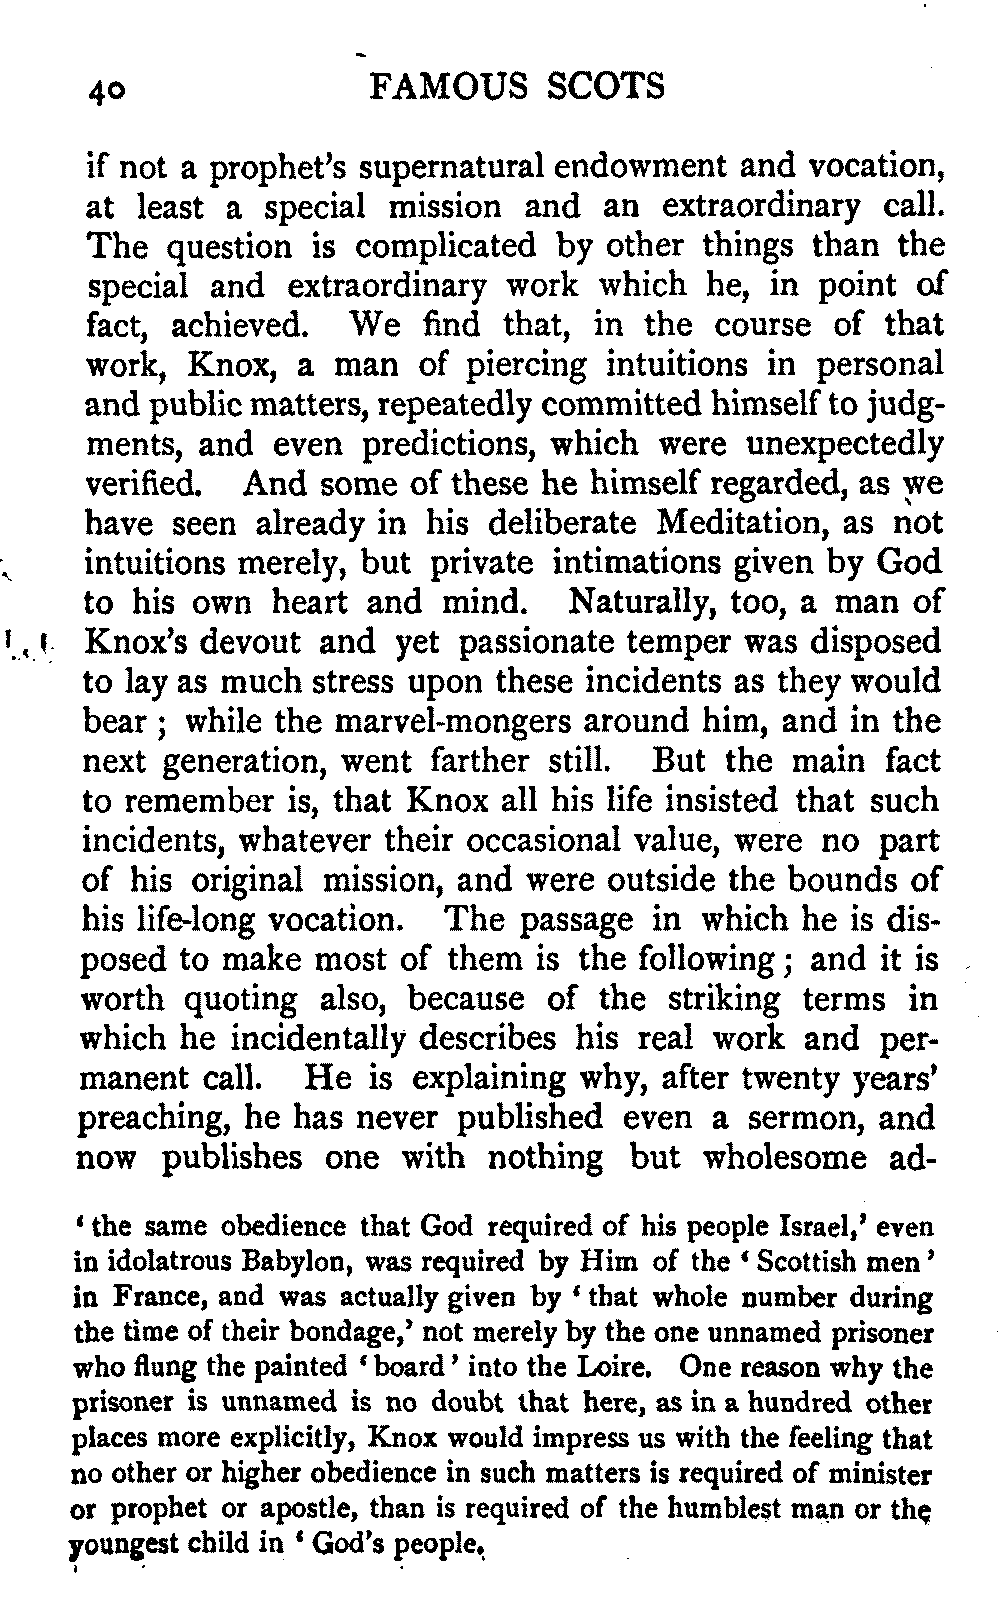 40 FAMOUS SCOTS
if not a prophet's supernatural endowment and vocation,
at least a special mission and an extraordinary call.
The question is complicated by other things than the
special and extraordinary work which he, in point of
fact, achieved. We find that, in the course of that
work, Knox, a man of piercing intuitions in personal
and public matters, repeatedly committed himself to judg-
ments, and even predictions, which were unexpectedly
verified. And some of these he himself regarded, as we
have seen already in his deliberate Meditation, as not
intuitions merely, but private intimations given by God
to his own heart and mind. Naturally, too, a man of
Knox's devout and yet passionate temper was disposed
to lay as much stress upon these incidents as they would
bear ; while the marvel-mongers around him, and in the
next generation, went farther still. But the main fact
to remember is, that Knox all his life insisted that such
incidents, whatever their occasional value, were no part
of his original mission, and were outside the bounds of
his life-long vocation. The passage in which he is dis-
posed to make most of them is the following ; and it is
worth quoting also, because of the striking terms in
which he incidentally describes his real work and per-
manent call. He is explaining why, after twenty years'
preaching, he has never published even a sermon, and
now publishes one with nothing but wholesome ad-
‘ the same obedience that God required of his people Israel,’ even
in idolatrous Babylon, was required by Him of the ‘ Scottish men ’
in France, and was actually given by ‘ that whole number during
the time of their bondage,’ not merely by the one unnamed prisoner
who flung the painted ‘ board ’ into the Loire. One reason why the
prisoner is unnamed is no doubt that here, as in a hundred other
places more explicitly, Knox would impress us with the feeling that
no other or higher obedience in such matters is required of minister
or prophet or apostle, than is required of the humblest man or the
youngest child in ‘ God's people.